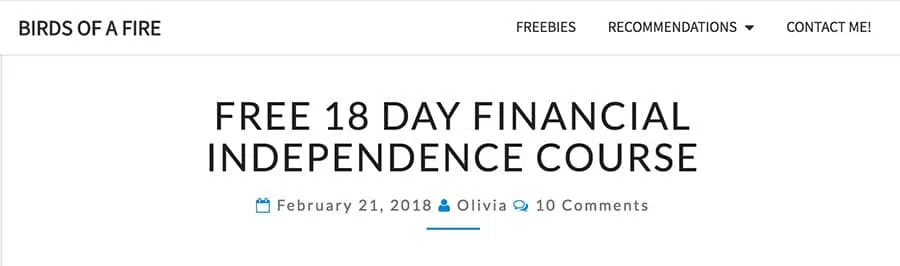 BIRDS OF A FIRE FREEBIES RECOMMENDATIONS CONTACT ME!
FREE 18 DAY FINANCIAL
INDEPENDENCE COURSE
February 21, 2018 Olivia 10 Comments